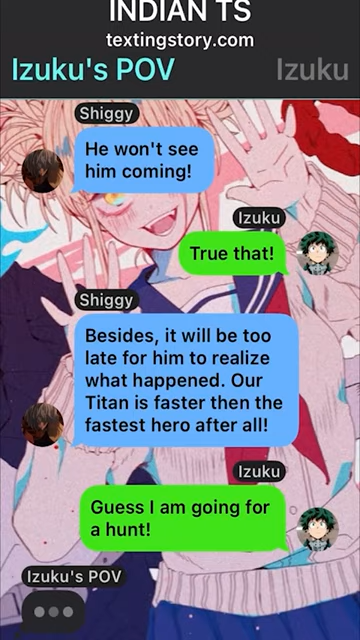 INDIAN TS
textingstory.com
Izuku's POV Izuku
Shiggy
He won't see
him coming!
Izuku
True that!
Shiggy
Besides, it will be too
late for him to realize
what happened. Our
Titan is faster then the
fastest hero after all!
Izuku
Guess I am going for
a hunt!
Izuku's POV